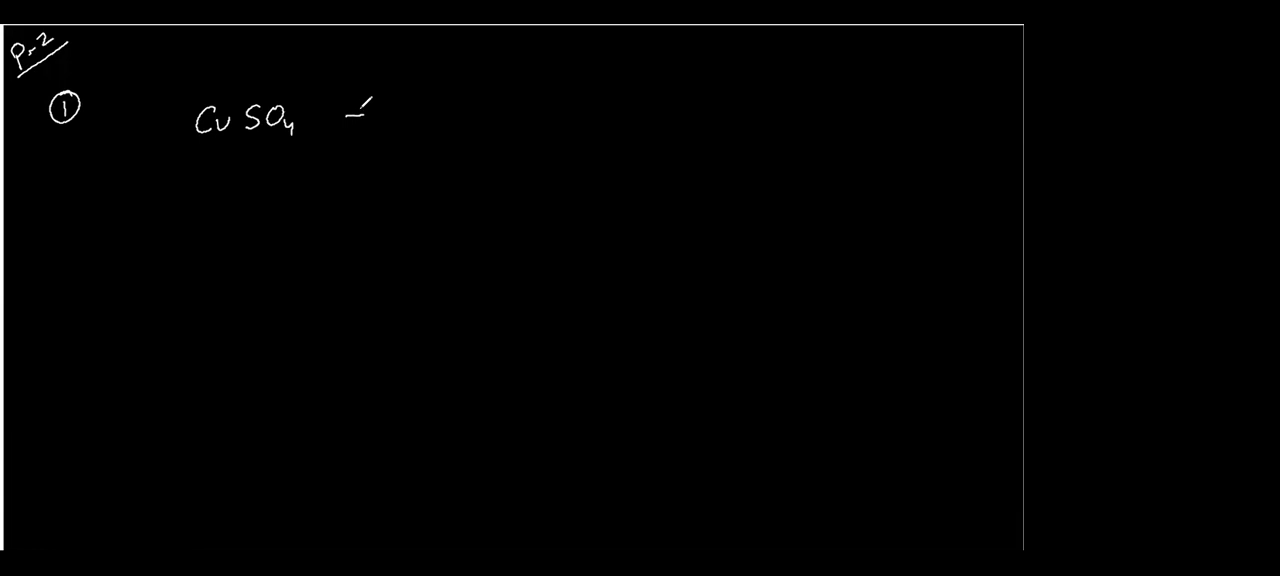 P-2
① CuSO₄ =